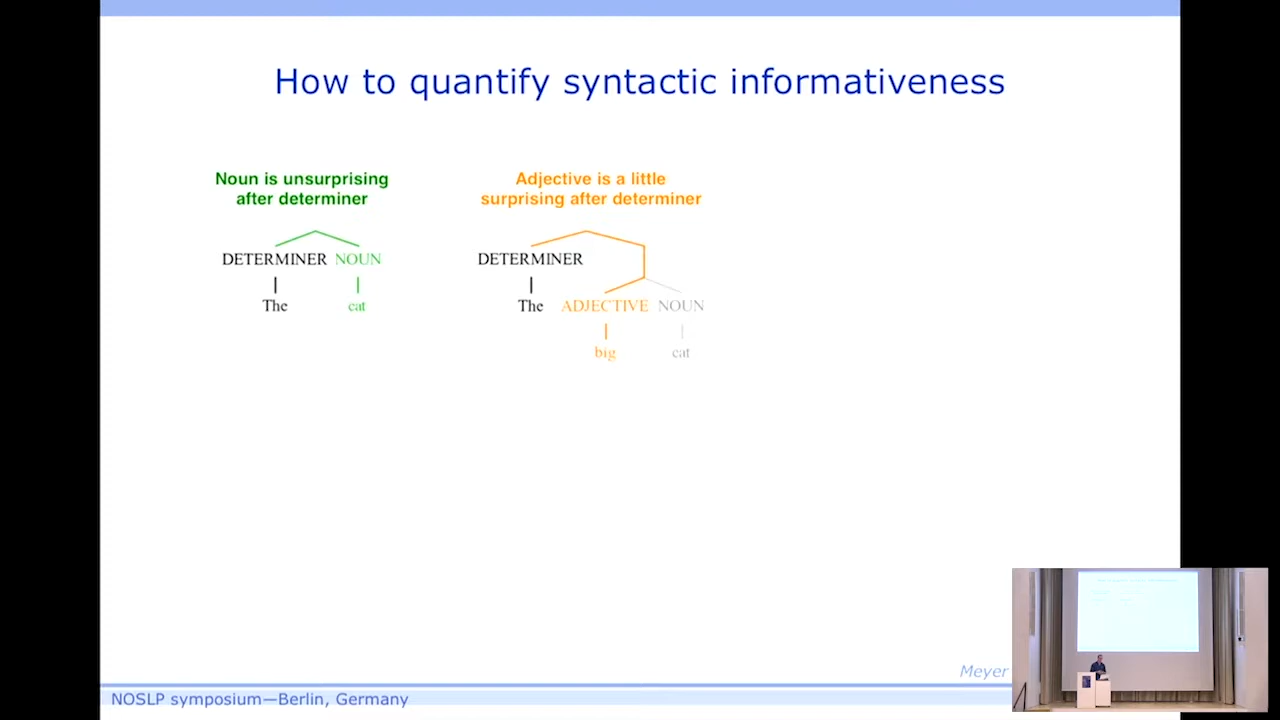 How to quantify syntactic informativeness
Noun is unsurprising
after determiner
DETERMINER NOUN
The cat
Adjective is a little
surprising after determiner
DETERMINER
The ADJECTIVE NOUN
big cat
Meyer
NOSLP symposium—Berlin, Germany